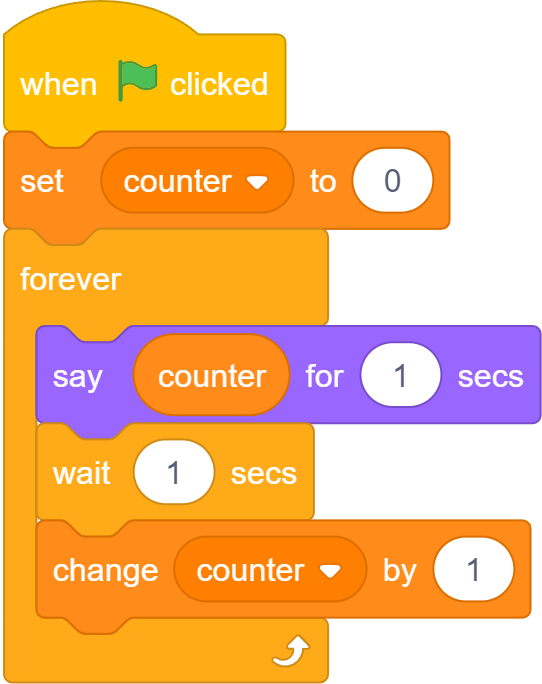 when clicked
set counter to 0
forever
say counter for 1 secs
wait 1 secs
change counter by 1